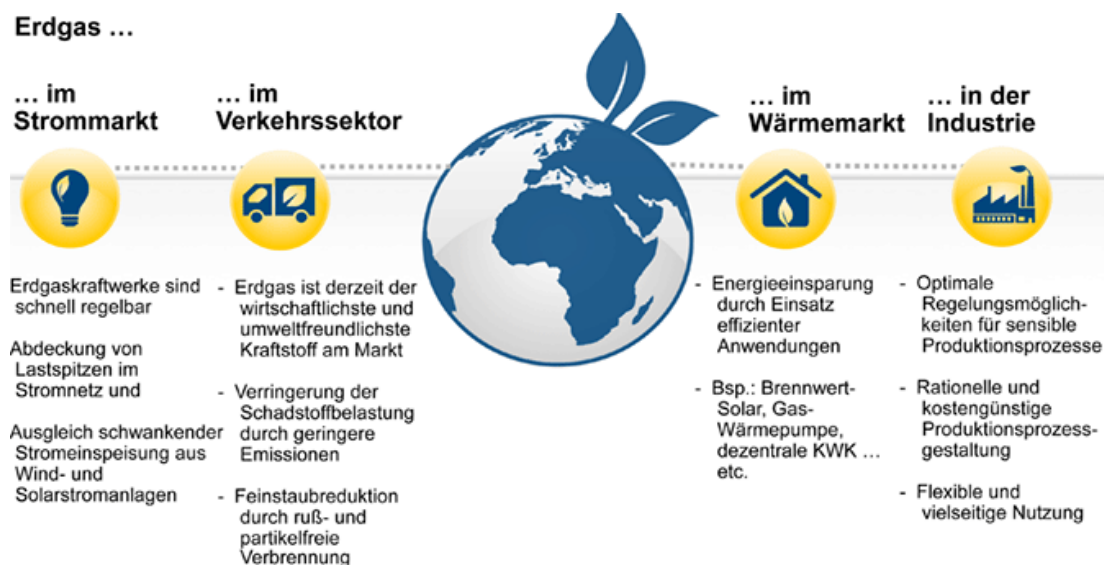 Erdgas ...
... im
Strommarkt
Erdgaskraftwerke sind
schnell regelbar
Abdeckung von
Lastspitzen im
Stromnetz und
Ausgleich schwankender
Stromeinspeisung aus
Wind- und
Solarstromanlagen
... im
Verkehrssektor
- Erdgas ist derzeit der
wirtschaftlichste und
umweltfreundlichste
Kraftstoff am Markt
- Verringerung der
Schadstoffbelastung
durch geringere
Emissionen
- Feinstaubreduktion
durch ruß- und
partikelfreie
Verbrennung
... im
Wärmemarkt
- Energieeinsparung
durch Einsatz
effizienter
Anwendungen
- Bsp.: Brennwert-
Solar, Gas-
Wärmepumpe,
dezentrale KWK ...
etc.
... in der
Industrie
- Optimale
Regelungsmöglich-
keiten für sensible
Produktionsprozesse
- Rationelle und
kostengünstige
Produktionsprozess-
gestaltung
- Flexible und
vielseitige Nutzung